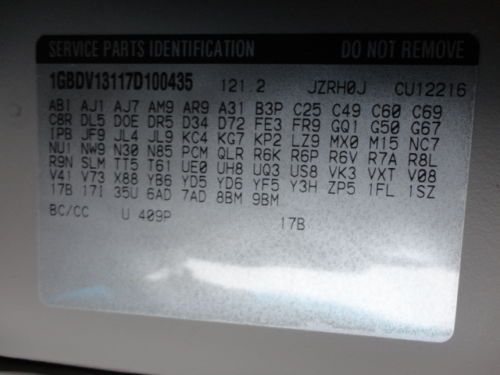 SERVICE PARTS IDENTIFICATION DO NOT REMOVE
1GBDV13117D100435 121.2 JZRH0J CU12216
AB1 AJ1 AJ7 AM9 AR9 A31 B3P C25 C49 C60 C69
C8R DL5 DOE DR5 D34 D72 FE3 FR9 GQ1 G50 G67
IPB JF9 JL4 JL9 KC4 KG7 KP2 LZ9 MX0 M15 NC7
NU1 NW9 N30 N85 PCM QLR R6K R6P R6V R7A R8L
R9N SLM TT5 T61 UE0 UH8 UQ3 US8 VK3 VXT V08
V41 V73 X88 YB6 YD5 YD6 YF5 Y3H ZP5 1FL 1SZ
17B 17I 35U 6AD 7AD 8BM 9BM
BC/CC U 409P 17B